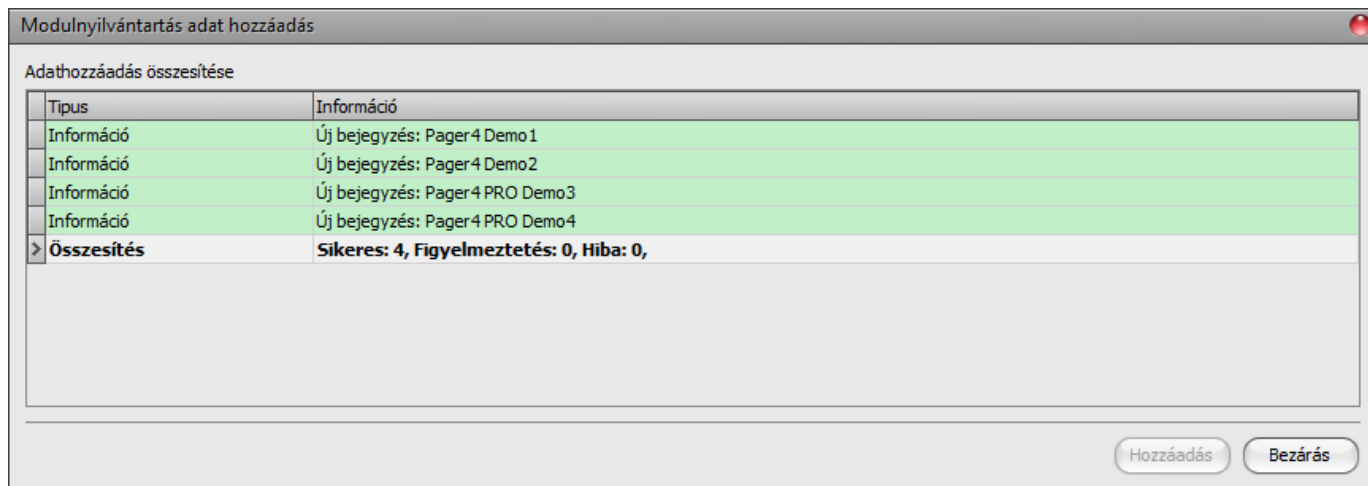 Modulnyilvántartás adat hozzáadás
Adathozzáadás összesítése
Tipus Információ
Információ Új bejegyzés: Pager4 Demo1
Információ Új bejegyzés: Pager4 Demo2
Információ Új bejegyzés: Pager4 PRO Demo3
Információ Új bejegyzés: Pager4 PRO Demo4
Összesítés Sikeres: 4, Figyelmeztetés: 0, Hiba: 0,
Hozzáadás Bezárás